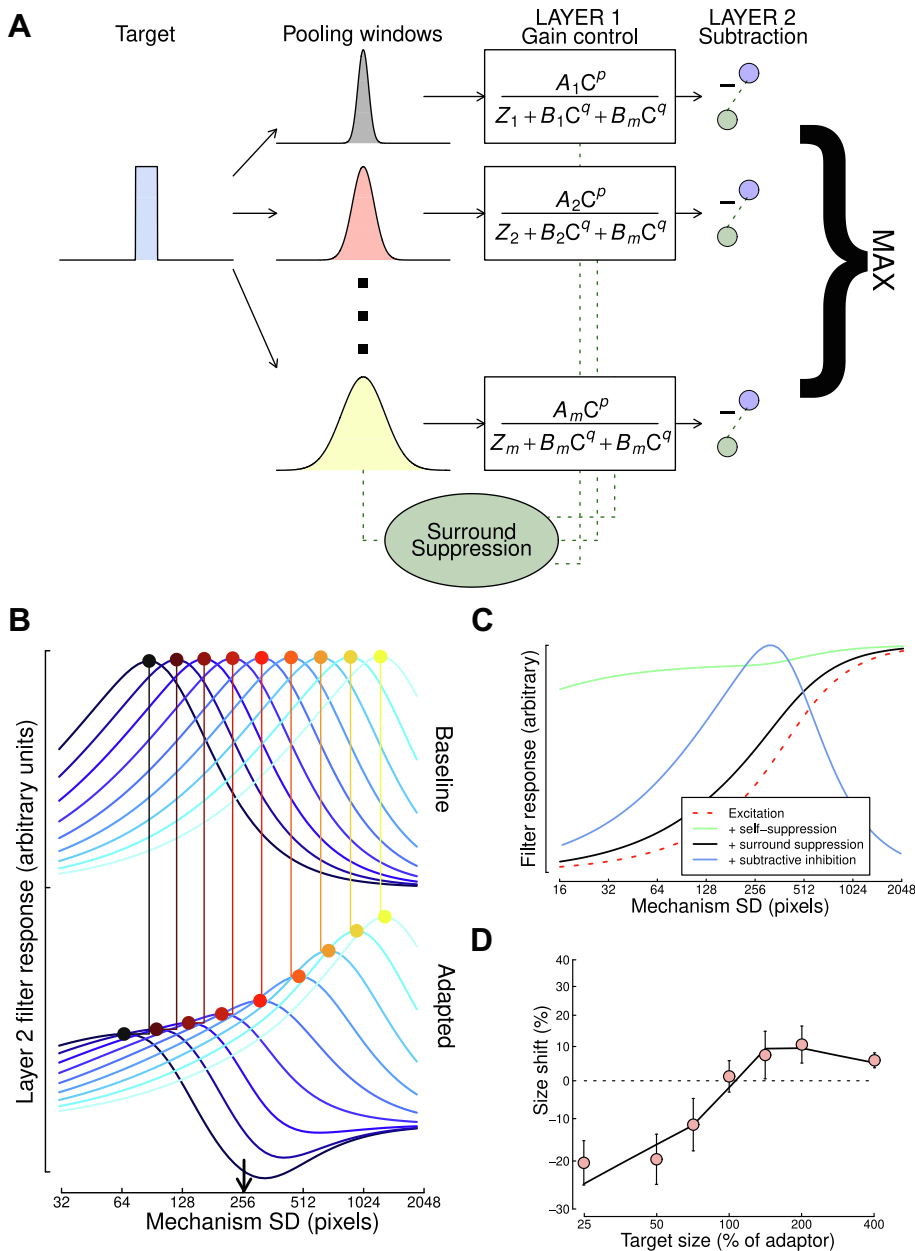 A
Target
Pooling windows
LAYER 1
Gain control
LAYER 2
Subtraction
A₁Cᵖ
Z₁ + B₁C^q + BₘC^q
–
A₂Cᵖ
Z₂ + B₂C^q + BₘC^q
–
AₘCᵖ
Zₘ + BₘC^q + BₘC^q
–
}
MAX
Surround
Suppression
B
Layer 2 filter response (arbitrary units)
Baseline
Adapted
32 64 128 256 512 1024 2048
Mechanism SD (pixels)
C
Filter response (arbitrary)
Excitation
+ self−suppression
+ surround suppression
+ subtractive inhibition
16 32 64 128 256 512 1024 2048
Mechanism SD (pixels)
D
Size shift (%)
40
30
20
10
0
−10
−20
−30
25 50 100 200 400
Target size (% of adaptor)